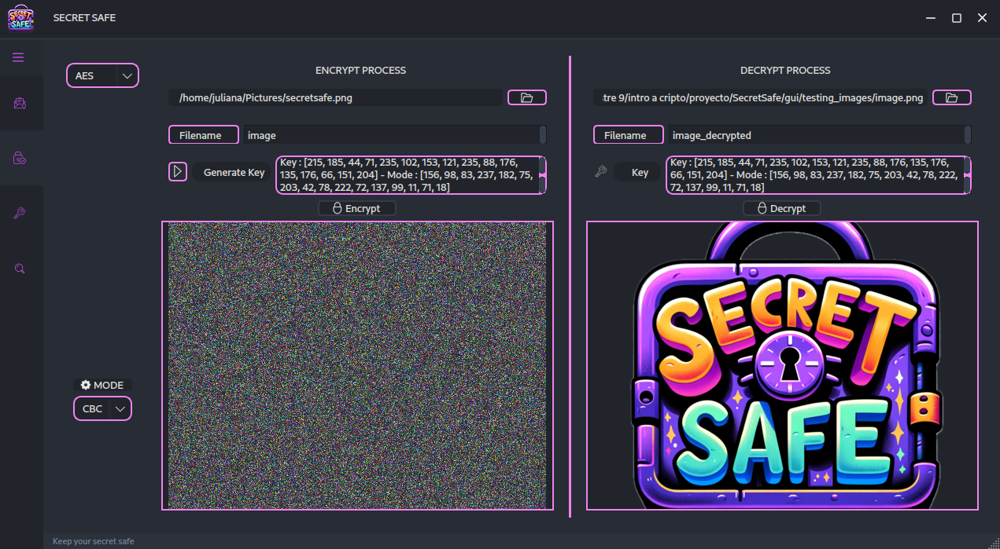 SECRET SAFE!
SECRET SAFE
AES
ENCRYPT PROCESS
/home/juliana/Pictures/secretsafe.png
Filename
image
Generate Key
Key : [215, 185, 44, 71, 235, 102, 153, 121, 235, 88, 176,
135, 176, 66, 151, 204] - Mode : [156, 98, 83, 237, 182, 75,
203, 42, 78, 222, 72, 137, 99, 11, 71, 18]
Encrypt
MODE
CBC
DECRYPT PROCESS
tre 9/intro a cripto/proyecto/SecretSafe/gui/testing_images/image.png
Filename
image_decrypted
Key
Key : [215, 185, 44, 71, 235, 102, 153, 121, 235, 88, 176, 135, 176,
66, 151, 204] - Mode : [156, 98, 83, 237, 182, 75, 203, 42, 78, 222,
72, 137, 99, 11, 71, 18]
Decrypt
SECRET
SAFE
Keep your secret safe